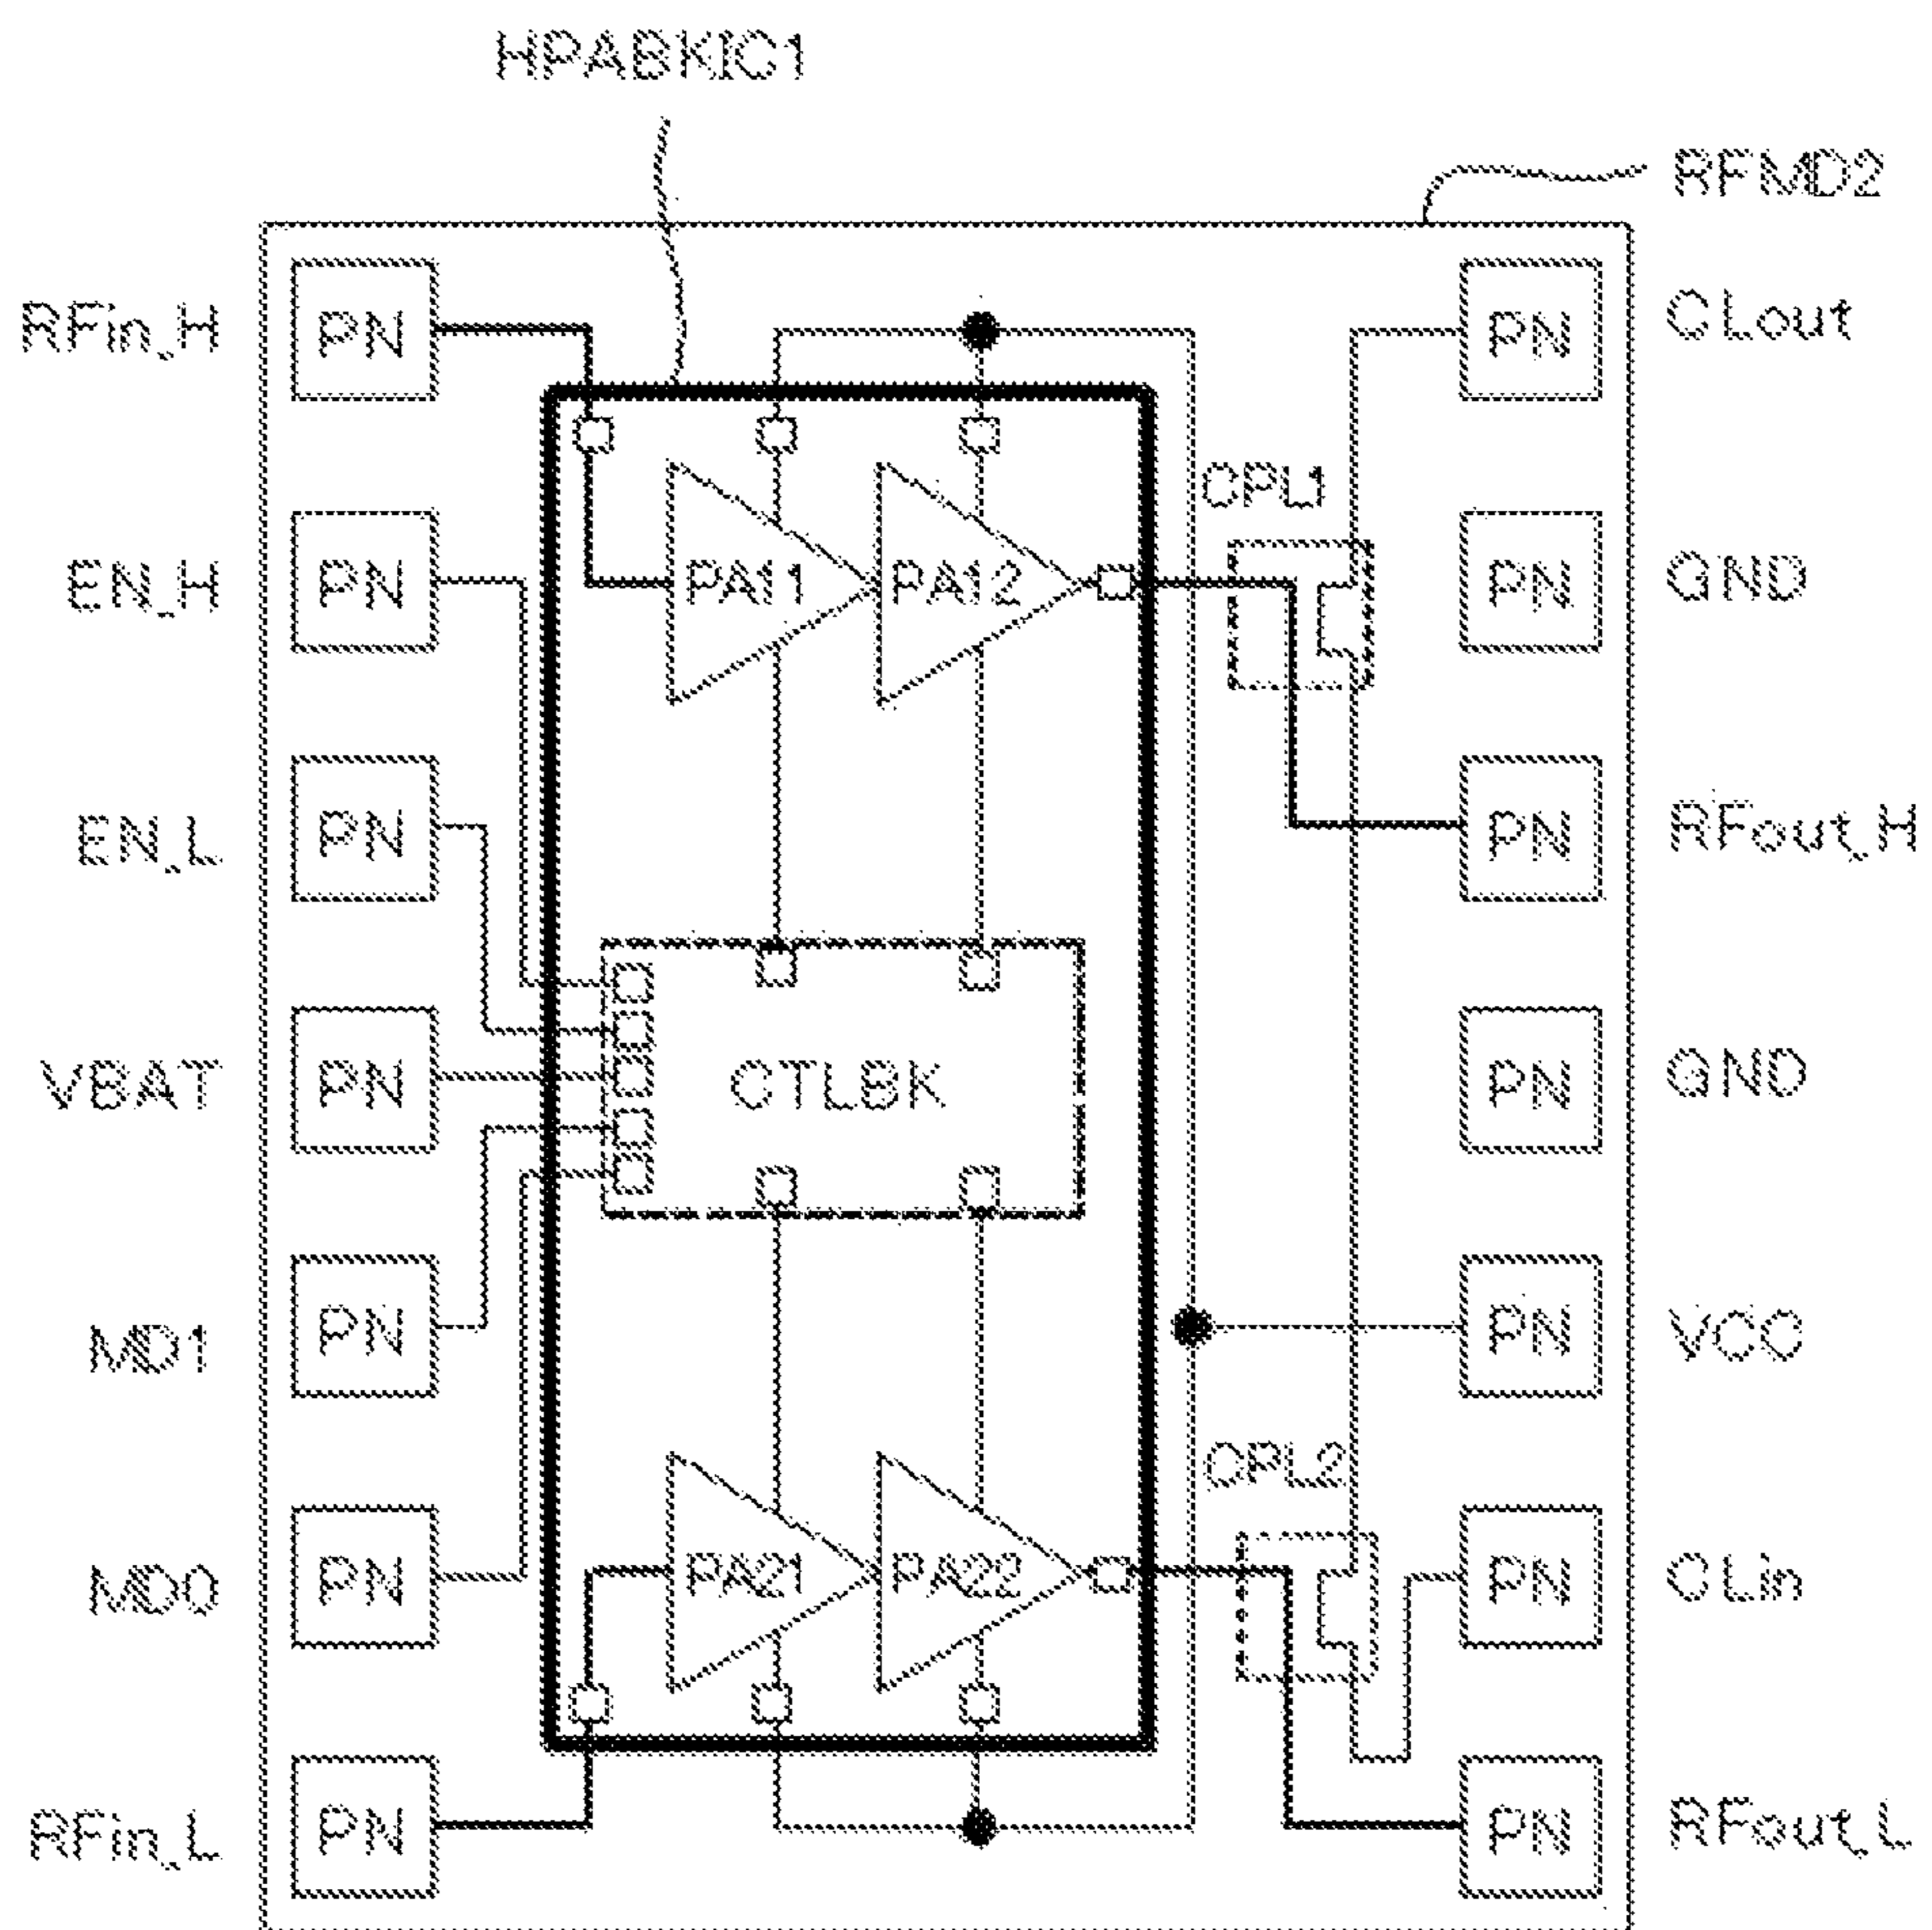 HPABKIC1
RFMD2
RFin_H PN PN CLout
CPL1
EN_H PN PA11 PA12 PN GND
EN_L PN PN RFout_H
VBAT PN CTLBK PN GND
MD1 PN PN VCC
CPL2
MD0 PN PA21 PA22 PN CLin
RFin_L PN PN RFout_L